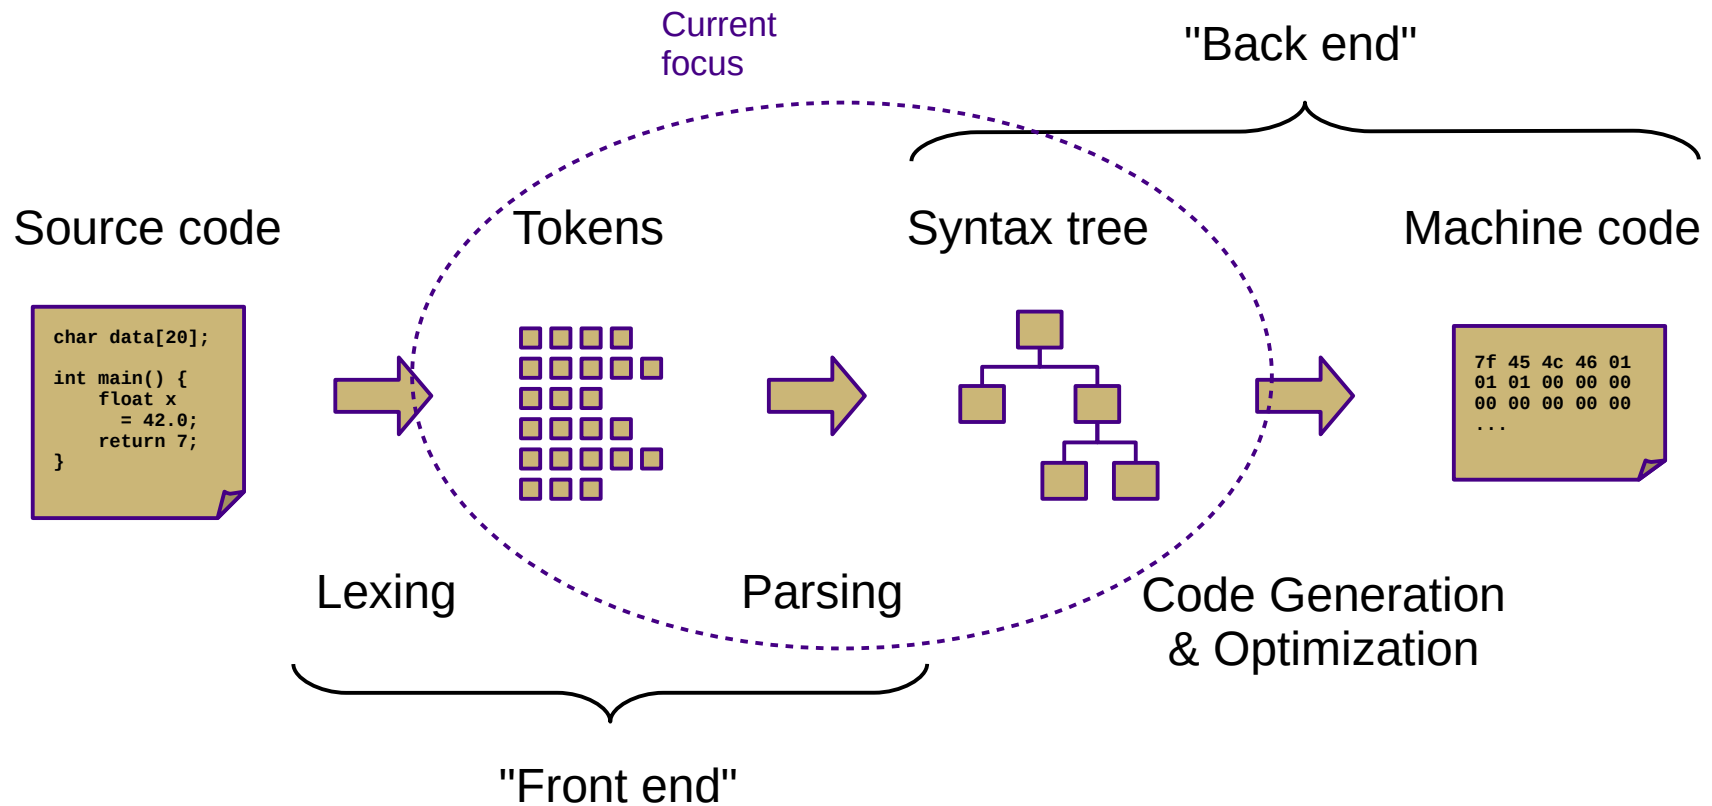 Current
focus
"Back end"
Source code
Tokens
Syntax tree
Machine code
char data[20];
int main() {
    float x
      = 42.0;
    return 7;
}
7f 45 4c 46 01
01 01 00 00 00
00 00 00 00 00
...
Lexing
Parsing
Code Generation
& Optimization
"Front end"